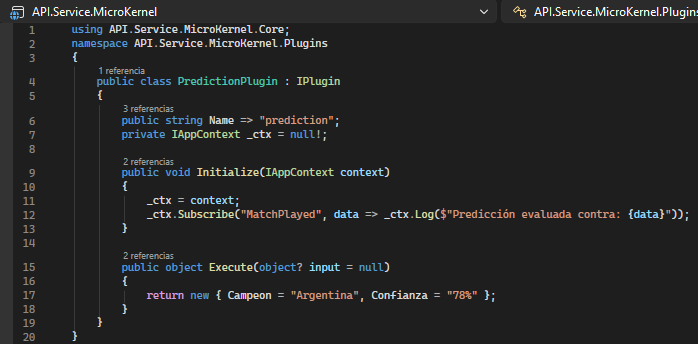 API.Service.MicroKernel
API.Service.MicroKernel.Plugins
1 using API.Service.MicroKernel.Core;
2 namespace API.Service.MicroKernel.Plugins
3 {
1 referencia
4 public class PredictionPlugin : IPlugin
5 {
3 referencias
6 public string Name => "prediction";
7 private IAppContext _ctx = null!;
8
2 referencias
9 public void Initialize(IAppContext context)
10 {
11 _ctx = context;
12 _ctx.Subscribe("MatchPlayed", data => _ctx.Log($"Predicción evaluada contra: {data}"));
13 }
14
2 referencias
15 public object Execute(object? input = null)
16 {
17 return new { Campeon = "Argentina", Confianza = "78%" };
18 }
19 }
20 }